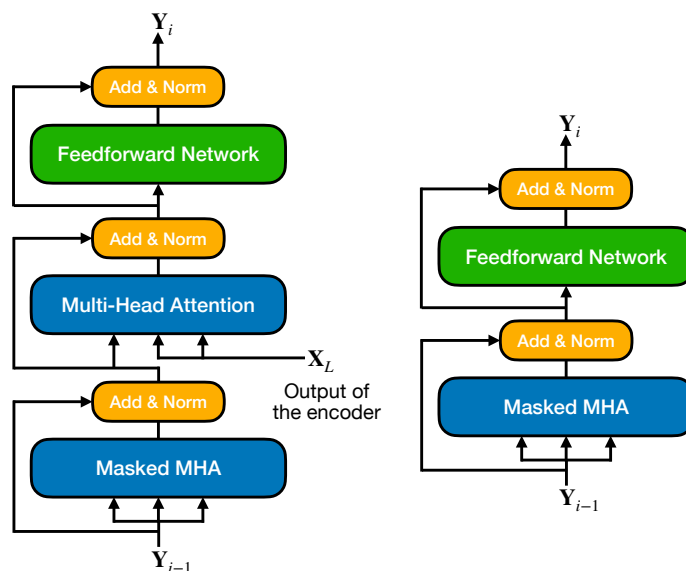 Y_i
Add & Norm
Feedforward Network
Add & Norm
Multi-Head Attention
X_L
Output of
the encoder
Add & Norm
Masked MHA
Y_{i−1}
Y_i
Add & Norm
Feedforward Network
Add & Norm
Masked MHA
Y_{i−1}